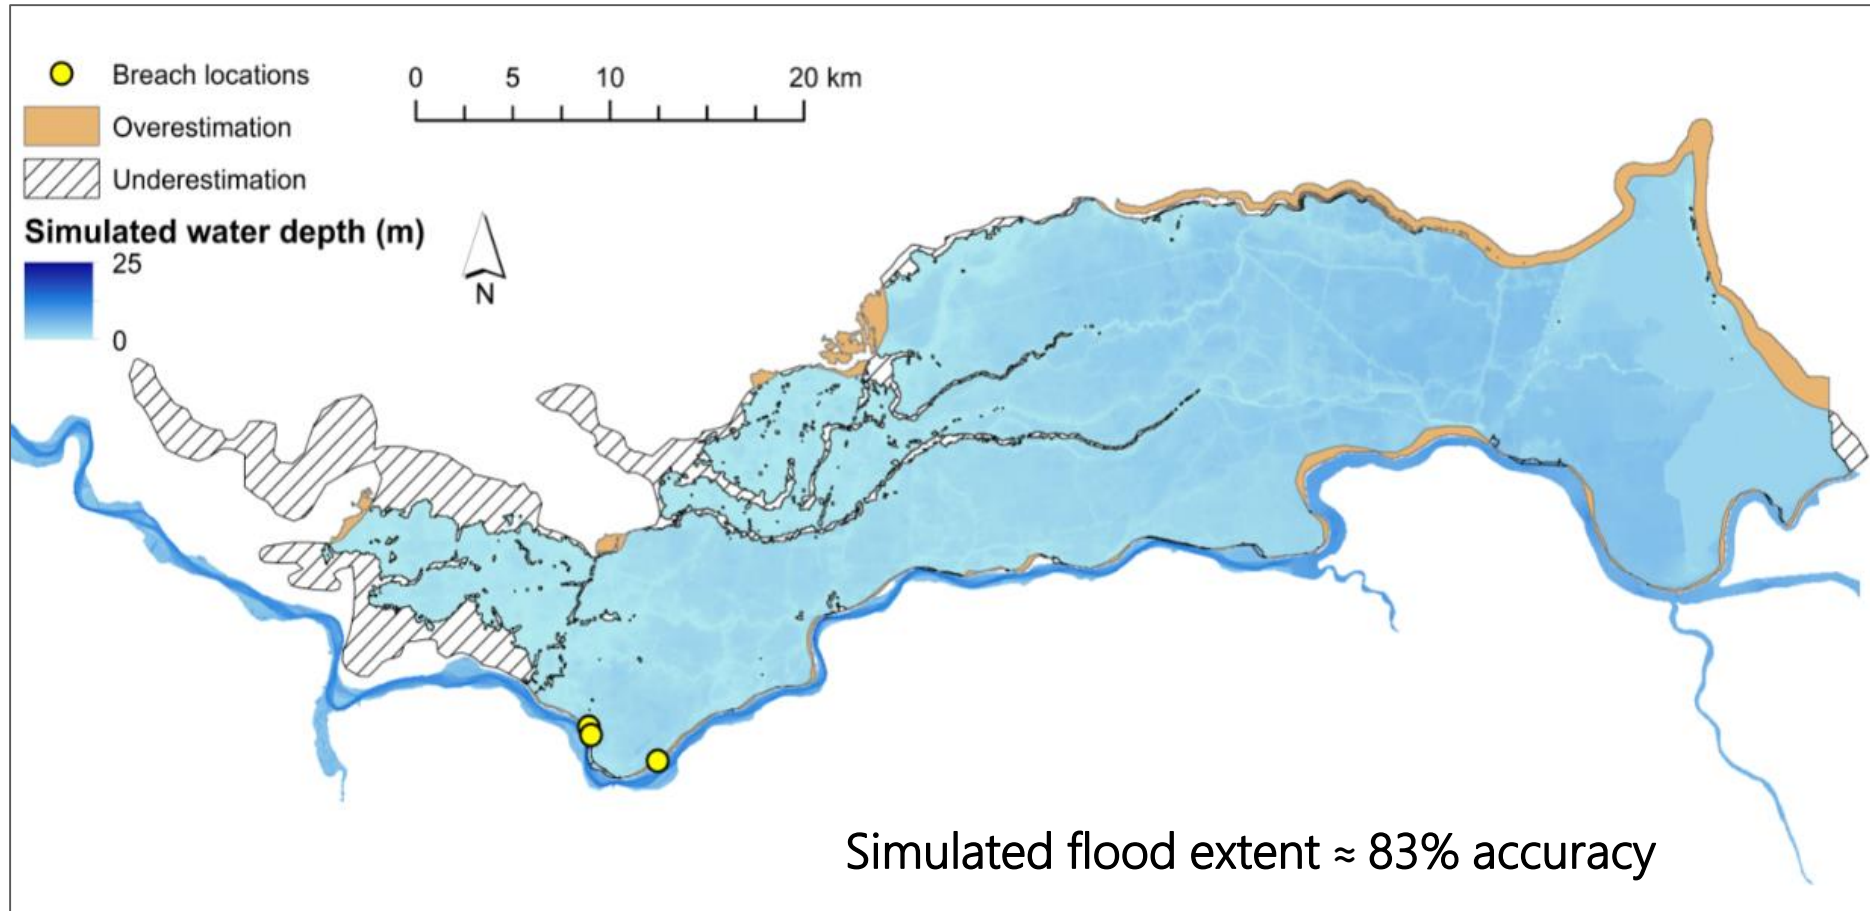 Breach locations
Overestimation
Underestimation
Simulated water depth (m)
25
0
0 5 10 20 km
N
Simulated flood extent ≈ 83% accuracy